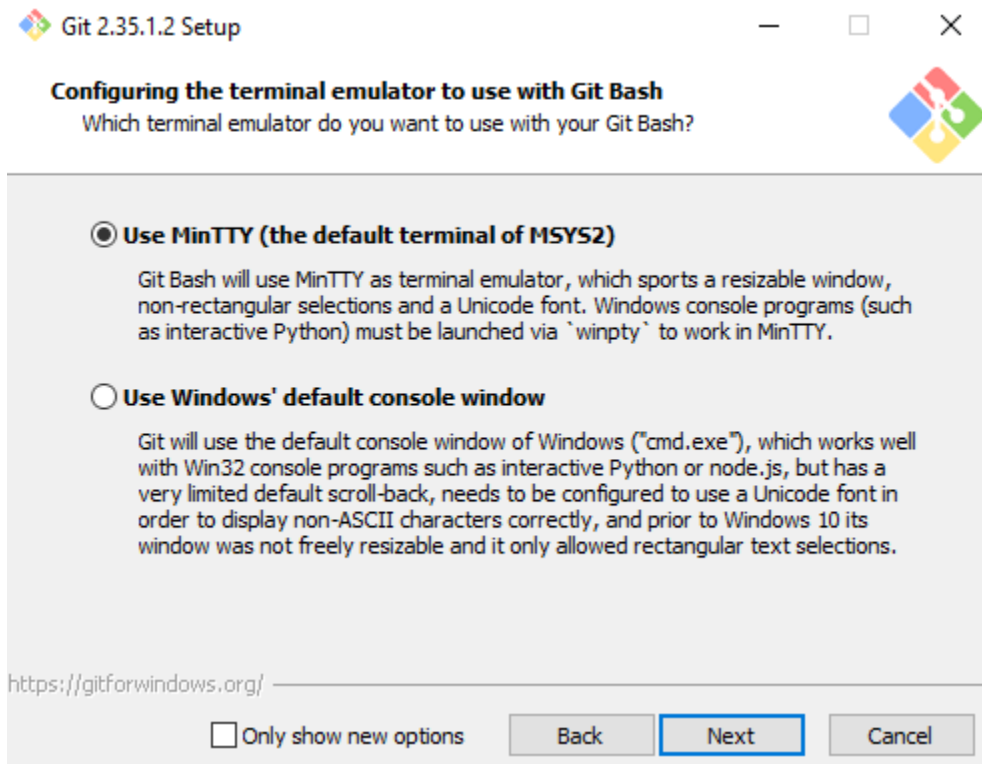 Git 2.35.1.2 Setup
Configuring the terminal emulator to use with Git Bash
Which terminal emulator do you want to use with your Git Bash?
Use MinTTY (the default terminal of MSYS2)
Git Bash will use MinTTY as terminal emulator, which sports a resizable window,
non-rectangular selections and a Unicode font. Windows console programs (such
as interactive Python) must be launched via `winpty` to work in MinTTY.
Use Windows' default console window
Git will use the default console window of Windows ("cmd.exe"), which works well
with Win32 console programs such as interactive Python or node.js, but has a
very limited default scroll-back, needs to be configured to use a Unicode font in
order to display non-ASCII characters correctly, and prior to Windows 10 its
window was not freely resizable and it only allowed rectangular text selections.
https://gitforwindows.org/
Only show new options Back Next Cancel